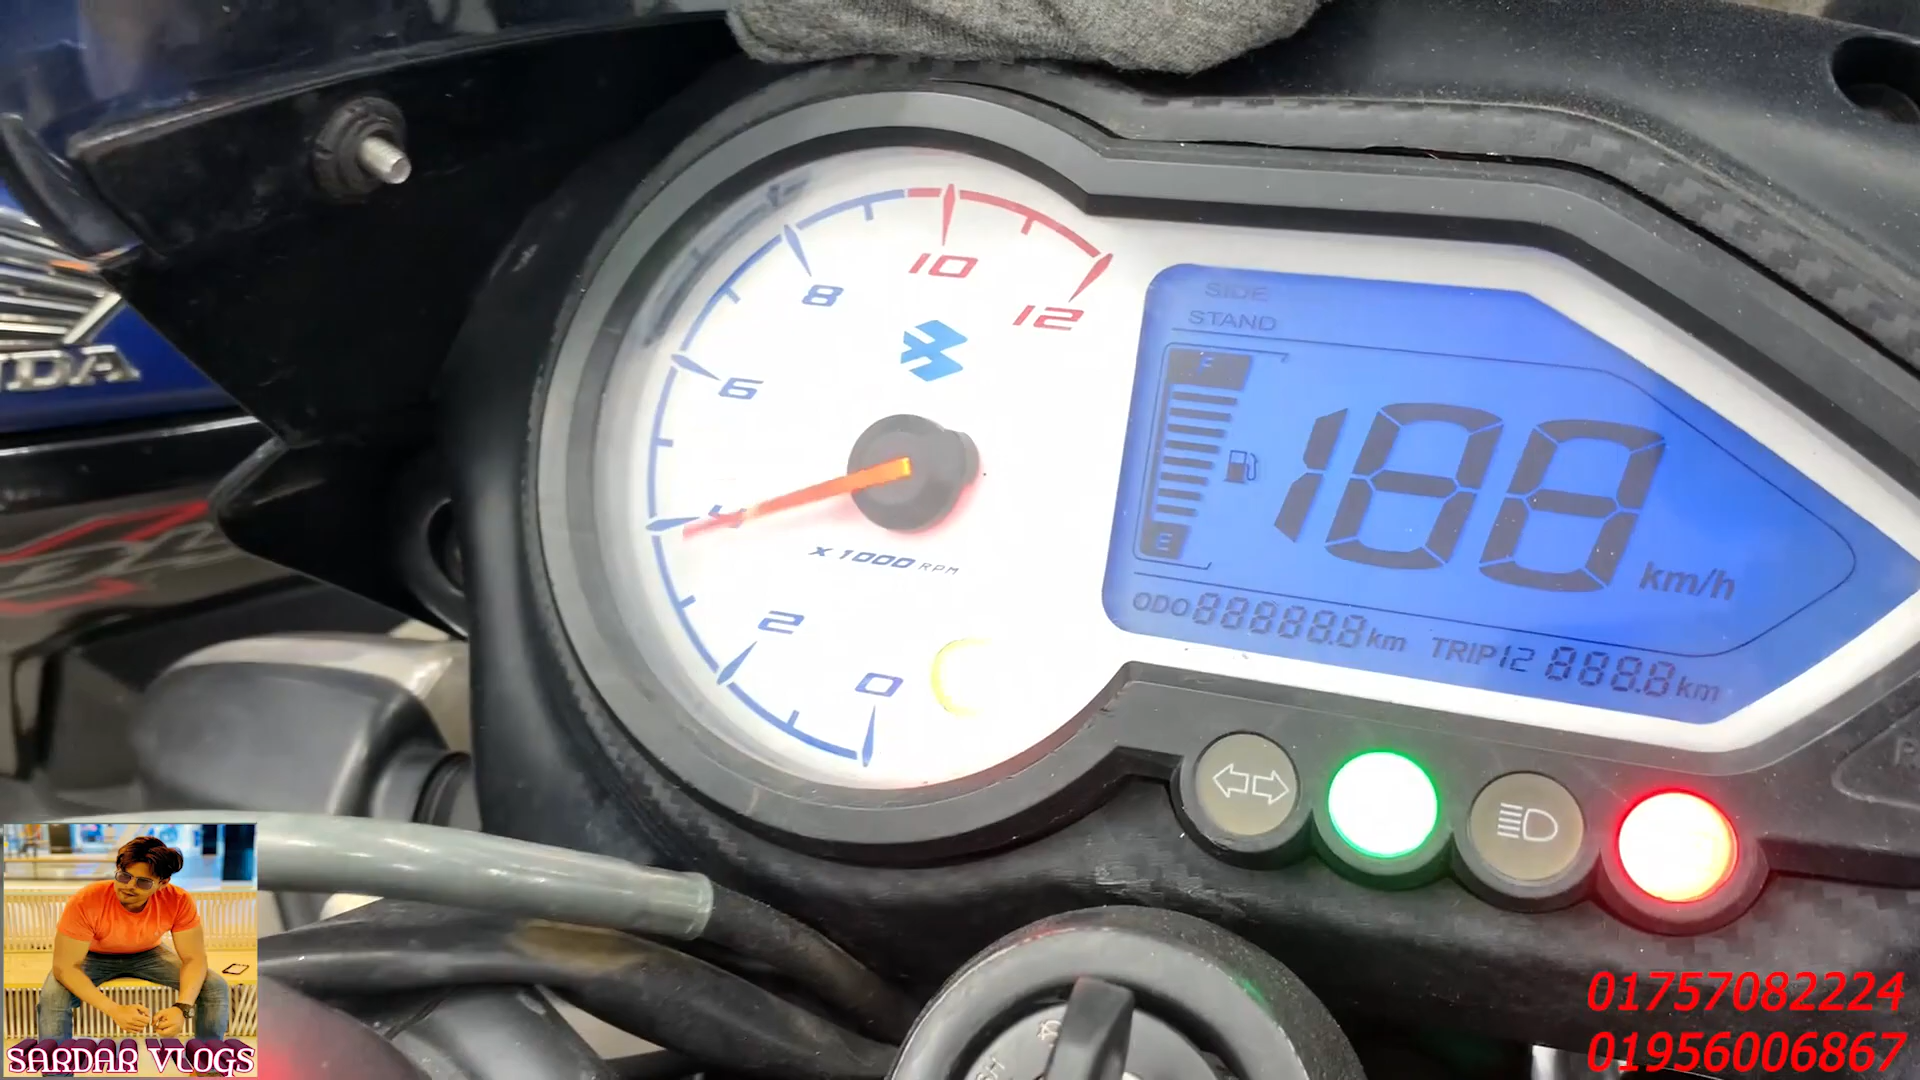 10
8
12
6
4
x 1000 RPM
2
0
SIDE
STAND
F
E
188
km/h
ODO 88888.8 km TRIP 12 888.8 km
DA
SARDAR VLOGS
01757082224
01956006867